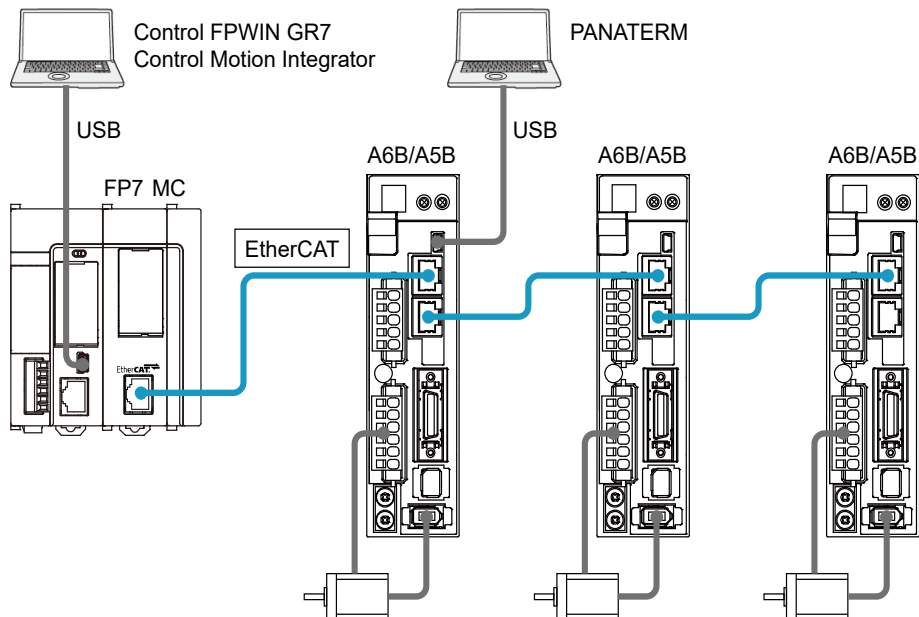 Control FPWIN GR7
Control Motion Integrator
PANATERM
USB
USB
A6B/A5B
A6B/A5B
A6B/A5B
FP7 MC
EtherCAT
EtherCAT